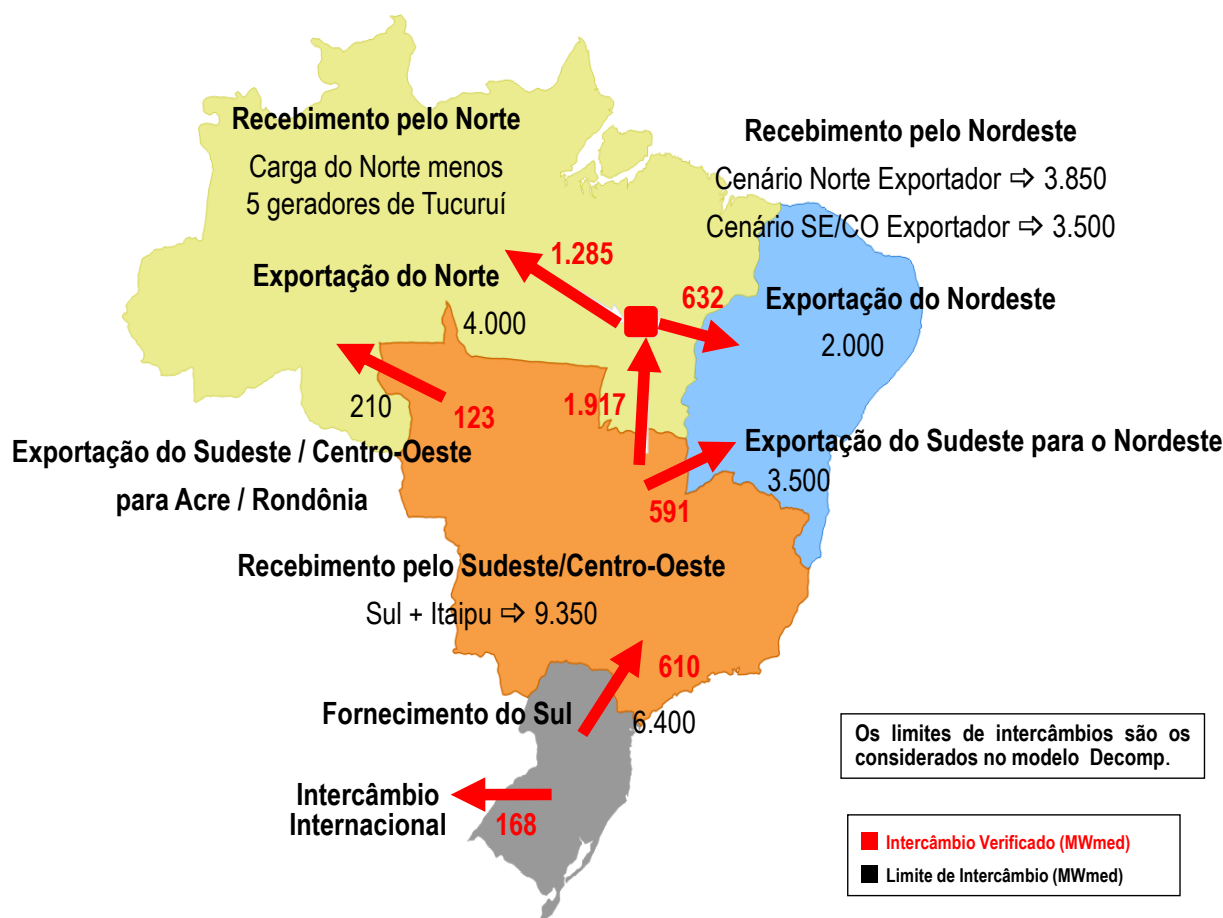 Recebimento pelo Norte
Carga do Norte menos
5 geradores de Tucuruí
Recebimento pelo Nordeste
Cenário Norte Exportador ⇨ 3.850
Cenário SE/CO Exportador ⇨ 3.500
1.285
Exportação do Norte
4.000
632
Exportação do Nordeste
2.000
210
123
1.917
Exportação do Sudeste / Centro-Oeste
para Acre / Rondônia
Exportação do Sudeste para o Nordeste
3.500
591
Recebimento pelo Sudeste/Centro-Oeste
Sul + Itaipu ⇨ 9.350
610
Fornecimento do Sul
6.400
Intercâmbio
Internacional
168
Os limites de intercâmbios são os
considerados no modelo Decomp.
Intercâmbio Verificado (MWmed)
Limite de Intercâmbio (MWmed)